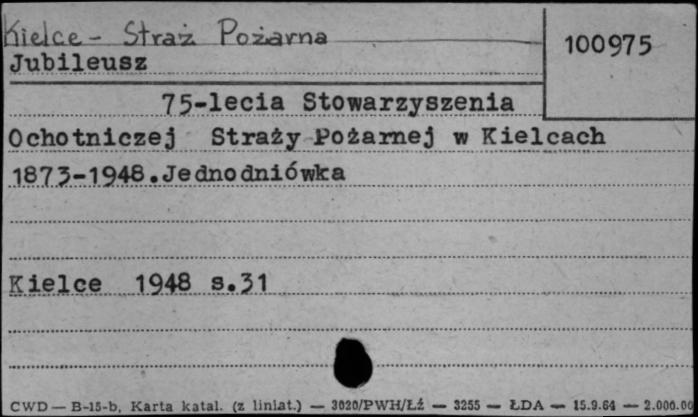 Kielce - Straż Pożarna
100975
Jubileusz
75-lecia Stowarzyszenia
Ochotniczej Straży Pożarnej w Kielcach
1873-1948.Jednodniówka
Kielce 1948 s.31
CWD — B-15-b, Karta katal. (z liniat.) — 3020/PWH/Łź — 3255 — ŁDA — 15.9.64 — 2.000.00